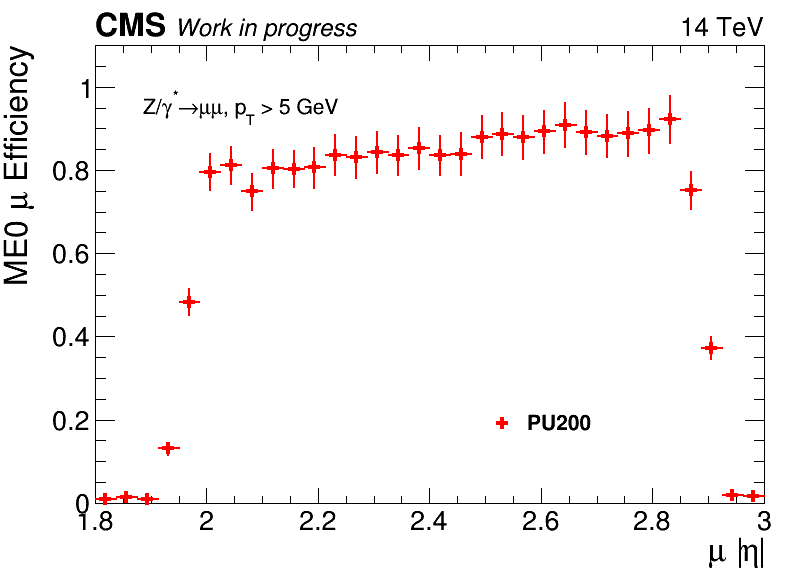 CMS Work in progress 14 TeV
Z/γ*→μμ, p_T > 5 GeV
ME0 μ Efficiency
1
0.8
0.6
0.4
0.2
0
PU200
1.8 2 2.2 2.4 2.6 2.8 3
μ |η|